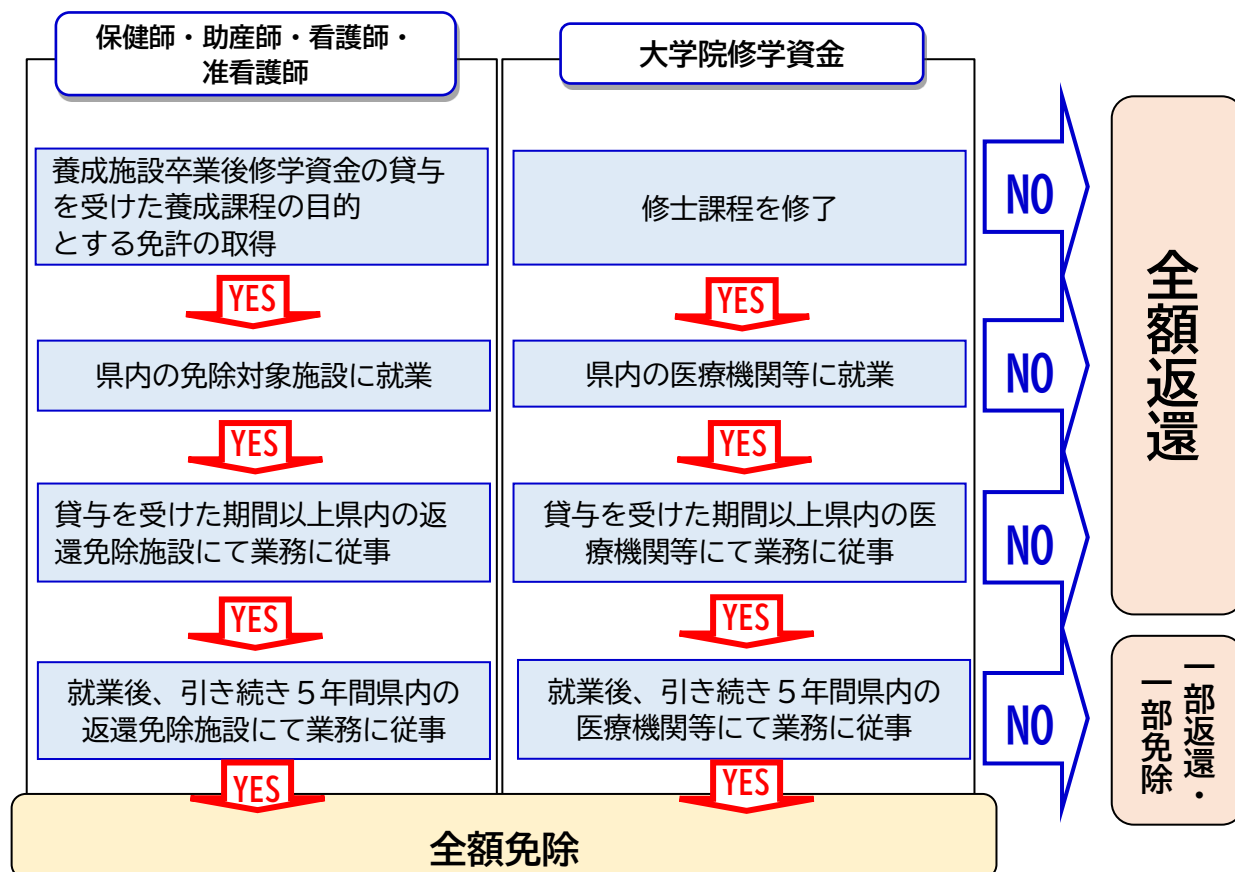 保健師・助産師・看護師・
准看護師
養成施設卒業後修学資金の貸与
を受けた養成課程の目的
とする免許の取得
YES
県内の免除対象施設に就業
YES
貸与を受けた期間以上県内の返
還免除施設にて業務に従事
YES
就業後、引き続き５年間県内の
返還免除施設にて業務に従事
YES
大学院修学資金
修士課程を修了
YES
県内の医療機関等に就業
YES
貸与を受けた期間以上県内の医
療機関等にて業務に従事
YES
就業後、引き続き５年間県内の
医療機関等にて業務に従事
YES
NO
NO
NO
NO
全額返還
一部返還・
一部免除
全額免除